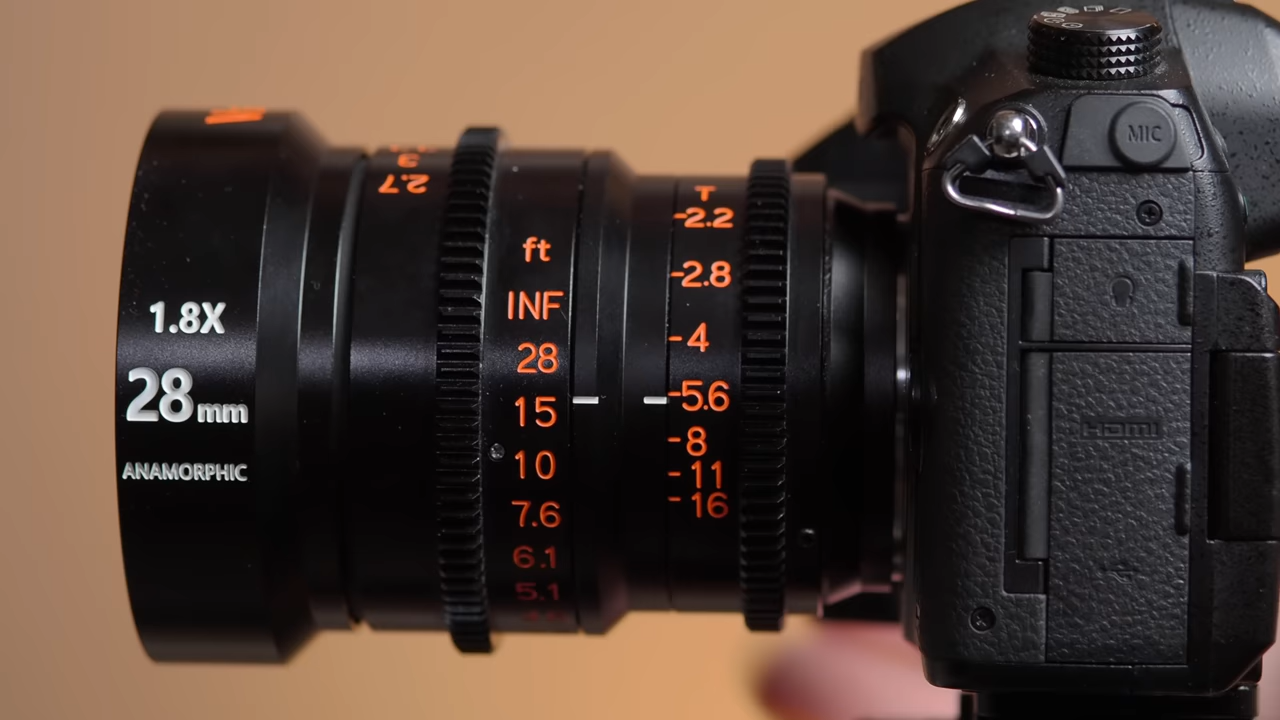 1.8X
28mm
ANAMORPHIC
2.7
ft
INF
28
15
10
7.6
6.1
5.1
T
-2.2
-2.8
-4
-5.6
-8
-11
-16
MIC
HDMI